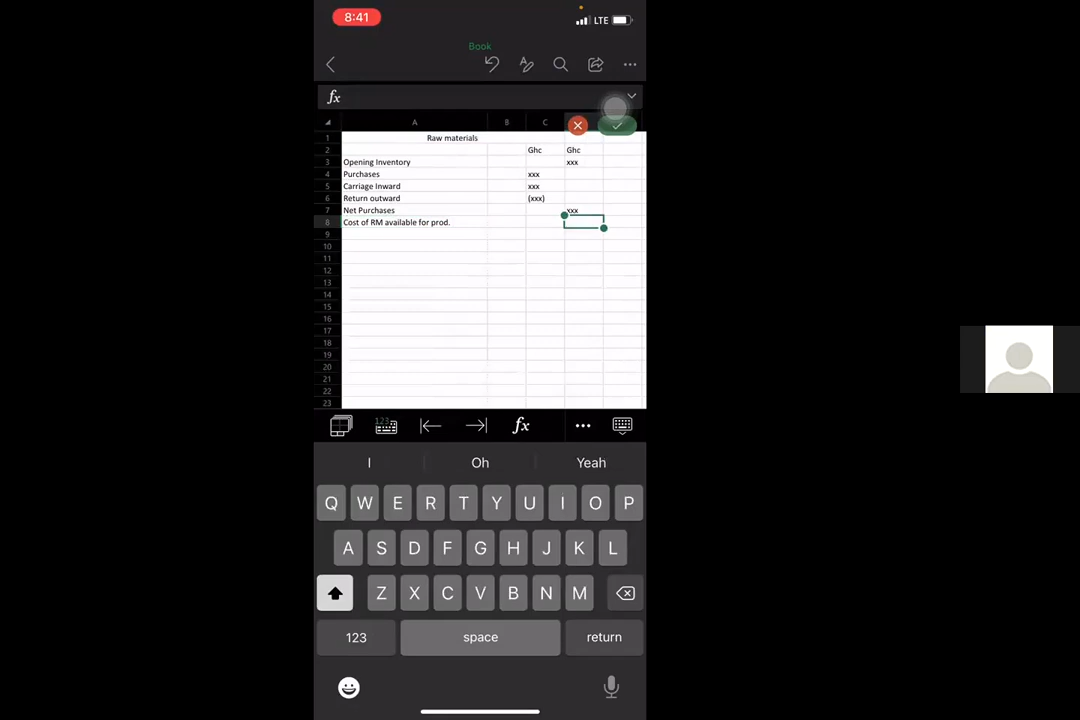 8:41
LTE
Book
fx
A B C
1 Raw materials
2 Ghc Ghc
3 Opening Inventory xxx
4 Purchases xxx
5 Carriage Inward xxx
6 Return outward (xxx)
7 Net Purchases xxx
8 Cost of RM available for prod.
9
10
11
12
13
14
15
16
17
18
19
20
21
22
23
123 fx
I Oh Yeah
Q W E R T Y U I O P
A S D F G H J K L
Z X C V B N M
123 space return